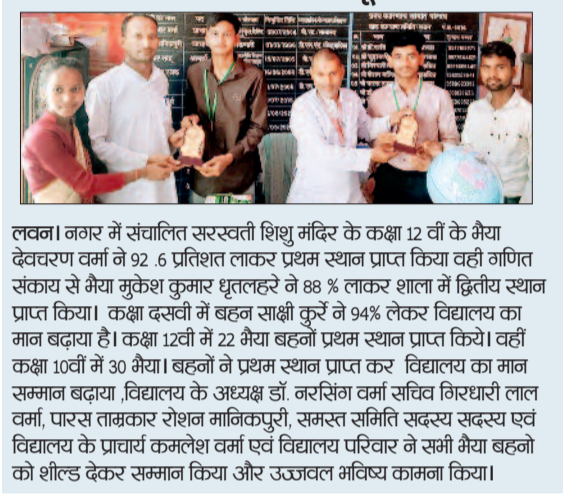 लवन। नगर में संचालित सरस्वती शिशु मंदिर के कक्षा 12 वीं के भैया
देवचरण वर्मा ने 92 .6 प्रतिशत लाकर प्रथम स्थान प्राप्त किया वही गणित
संकाय से भैया मुकेश कुमार धृतलहरे ने 88 % लाकर शाला में द्वितीय स्थान
प्राप्त किया। कक्षा दसवी में बहन साक्षी कुर्रे ने 94% लेकर विद्यालय का
मान बढ़ाया है। कक्षा 12वी में 22 भैया बहनों प्रथम स्थान प्राप्त किये। वहीं
कक्षा 10वीं में 30 भैया। बहनों ने प्रथम स्थान प्राप्त कर विद्यालय का मान
सम्मान बढ़ाया ,विद्यालय के अध्यक्ष डॉ. नरसिंग वर्मा सचिव गिरधारी लाल
वर्मा, पारस ताम्रकार रोशन मानिकपुरी, समस्त समिति सदस्य सदस्य एवं
विद्यालय के प्राचार्य कमलेश वर्मा एवं विद्यालय परिवार ने सभी भैया बहनो
को शील्ड देकर सम्मान किया और उज्जवल भविष्य कामना किया।